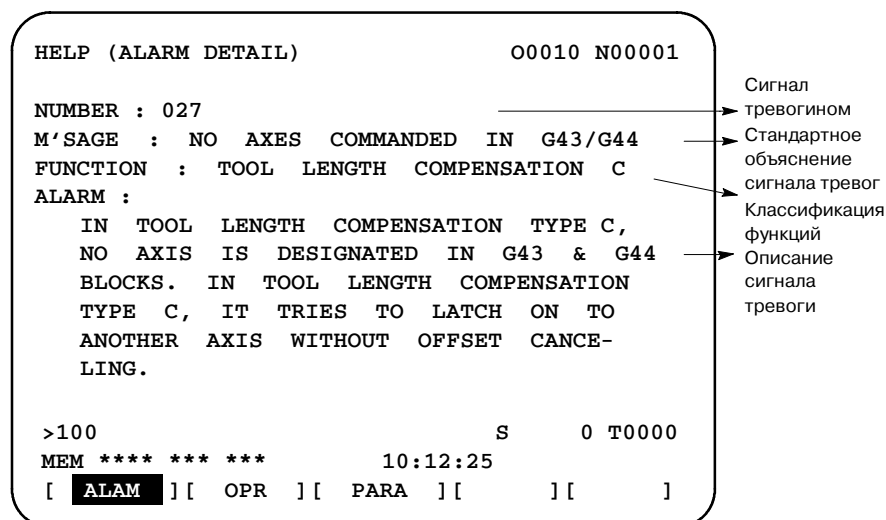 HELP (ALARM DETAIL) O0010 N00001
NUMBER : 027
M‘SAGE : NO AXES COMMANDED IN G43/G44
FUNCTION : TOOL LENGTH COMPENSATION C
ALARM :
IN TOOL LENGTH COMPENSATION TYPE C,
NO AXIS IS DESIGNATED IN G43 & G44
BLOCKS. IN TOOL LENGTH COMPENSATION
TYPE C, IT TRIES TO LATCH ON TO
ANOTHER AXIS WITHOUT OFFSET CANCE-
LING.
>100 S 0 T0000
MEM **** *** *** 10:12:25
[ ALAM ][ OPR ][ PARA ][ ][ ]
Сигнал
тревогином
Стандартное
объяснение
сигнала тревог
Классификация
функций
Описание
сигнала
тревоги